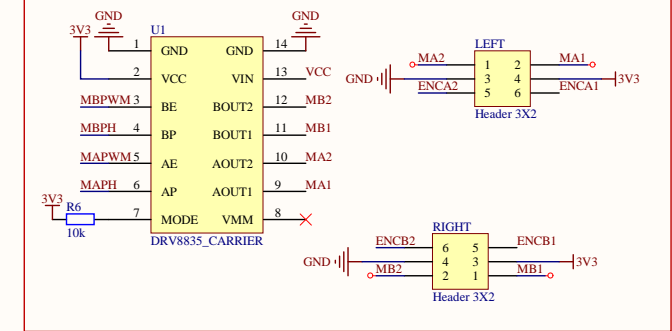 GND
3V3
U1
GND
1 GND GND 14
2 VCC VIN 13 VCC
MBPWM 3 BE BOUT2 12 MB2
MBPH 4 BP BOUT1 11 MB1
MAPWM 5 AE AOUT2 10 MA2
MAPH 6 AP AOUT1 9 MA1
3V3
R6
10k
7 MODE VMM 8
DRV8835_CARRIER
LEFT
MA2 1 2 MA1
GND 3 4 3V3
ENCA2 5 6 ENCA1
Header 3X2
RIGHT
ENCB2 6 5 ENCB1
GND 4 3 3V3
MB2 2 1 MB1
Header 3X2